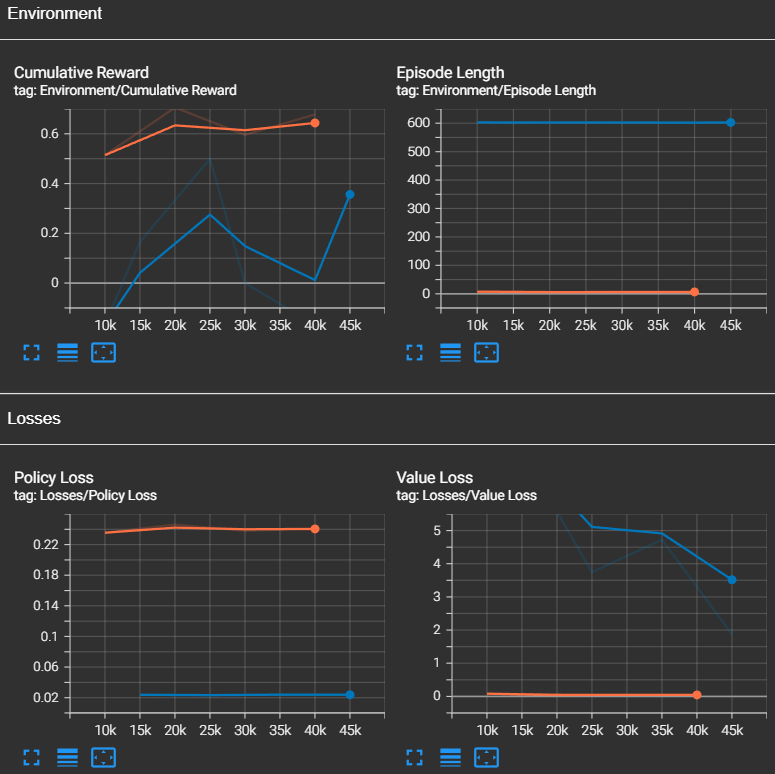 Environment
Cumulative Reward
tag: Environment/Cumulative Reward
0.6
0.4
0.2
0
10k 15k 20k 25k 30k 35k 40k 45k
Episode Length
tag: Environment/Episode Length
600
500
400
300
200
100
0
10k 15k 20k 25k 30k 35k 40k 45k
Losses
Policy Loss
tag: Losses/Policy Loss
0.22
0.18
0.14
0.1
0.06
0.02
10k 15k 20k 25k 30k 35k 40k 45k
Value Loss
tag: Losses/Value Loss
5
4
3
2
1
0
10k 15k 20k 25k 30k 35k 40k 45k